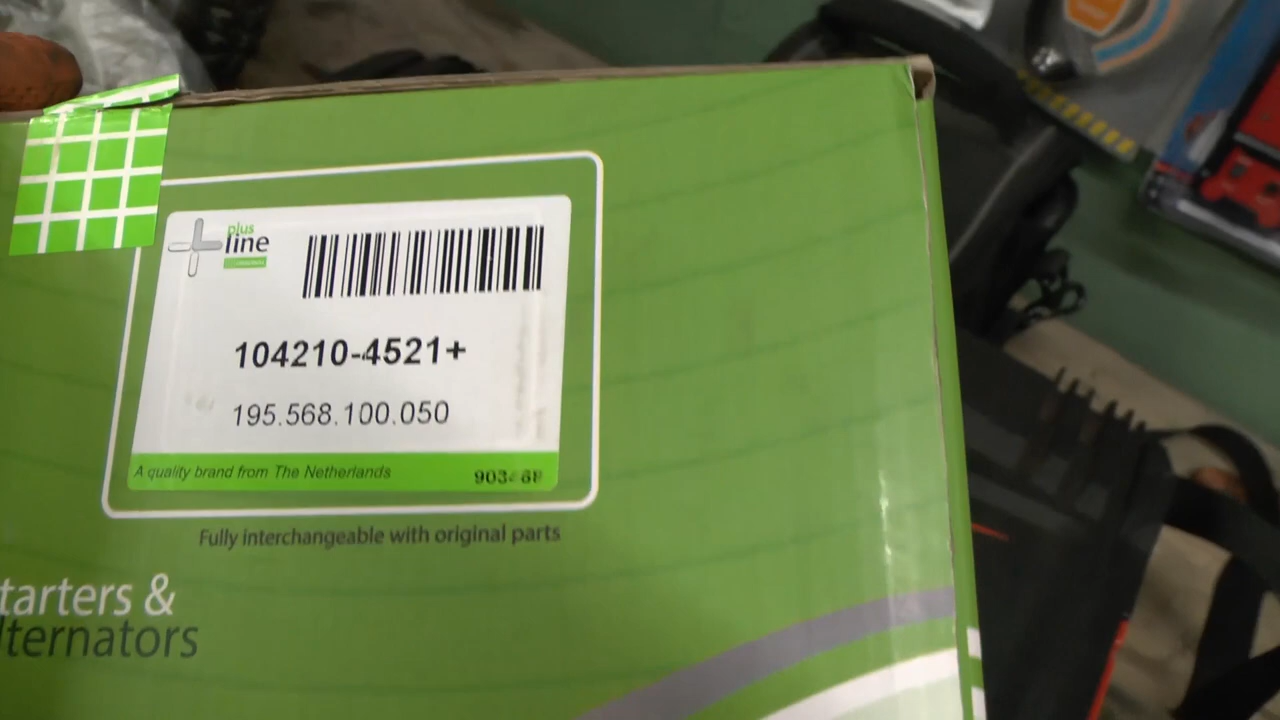 plus
line
104210-4521+
195.568.100.050
A quality brand from The Netherlands
Fully interchangeable with original parts
tarters &
lternators